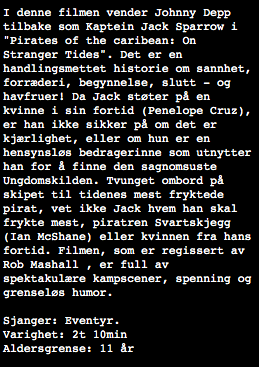 I denne filmen vender Johnny Depp
tilbake som Kaptein Jack Sparrow i
"Pirates of the caribean: On
Stranger Tides". Det er en
handlingsmettet historie om sannhet,
forræderi, begynnelse, slutt - og
havfruer! Da Jack støter på en
kvinne i sin fortid (Penelope Cruz),
er han ikke sikker på om det er
kjærlighet, eller om hun er en
hensynsløs bedragerinne som utnytter
han for å finne den sagnomsuste
Ungdomskilden. Tvunget ombord på
skipet til tidenes mest fryktede
pirat, vet ikke Jack hvem han skal
frykte mest, piratren Svartskjegg
(Ian McShane) eller kvinnen fra hans
fortid. Filmen, som er regissert av
Rob Mashall , er full av
spektakulære kampscener, spenning og
grenseløs humor.
Sjanger: Eventyr.
Varighet: 2t 10min
Aldersgrense: 11 år